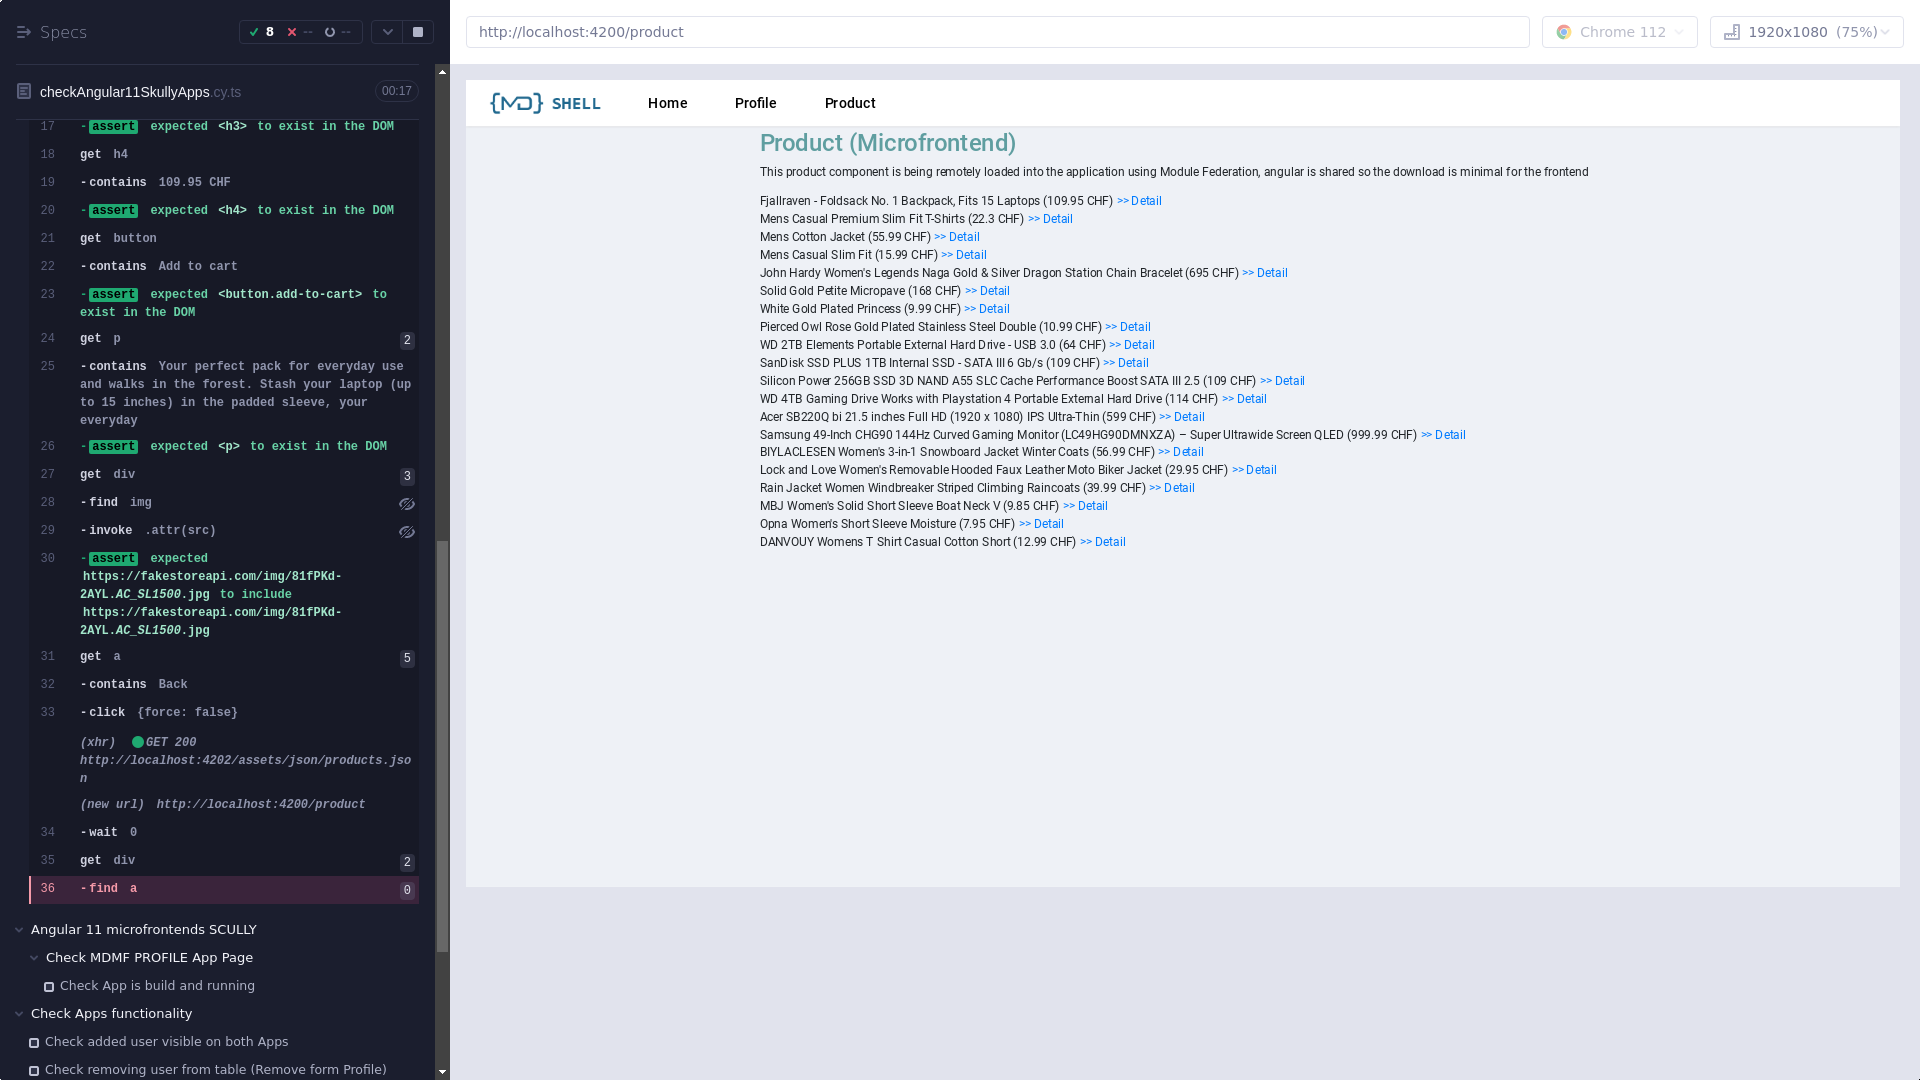 Specs
8
--
--
checkAngular11SkullyApps.cy.ts
00:17
17 -assert expected <h3> to exist in the DOM
18 get h4
19 -contains 109.95 CHF
20 -assert expected <h4> to exist in the DOM
21 get button
22 -contains Add to cart
23 -assert expected <button.add-to-cart> to
exist in the DOM
24 get p 2
25 -contains Your perfect pack for everyday use
and walks in the forest. Stash your laptop (up
to 15 inches) in the padded sleeve, your
everyday
26 -assert expected <p> to exist in the DOM
27 get div 3
28 -find img
29 -invoke .attr(src)
30 -assert expected
https://fakestoreapi.com/img/81fPKd-
2AYL.AC_SL1500.jpg to include
https://fakestoreapi.com/img/81fPKd-
2AYL.AC_SL1500.jpg
31 get a 5
32 -contains Back
33 -click {force: false}
(xhr) GET 200
http://localhost:4202/assets/json/products.jso
n
(new url) http://localhost:4200/product
34 -wait 0
35 get div 2
36 -find a 0
Angular 11 microfrontends SCULLY
Check MDMF PROFILE App Page
Check App is build and running
Check Apps functionality
Check added user visible on both Apps
Check removing user from table (Remove form Profile)
http://localhost:4200/product
Chrome 112
1920x1080 (75%)
{MD} SHELL
Home
Profile
Product
Product (Microfrontend)
This product component is being remotely loaded into the application using Module Federation, angular is shared so the download is minimal for the frontend
Fjallraven - Foldsack No. 1 Backpack, Fits 15 Laptops (109.95 CHF) >> Detail
Mens Casual Premium Slim Fit T-Shirts (22.3 CHF) >> Detail
Mens Cotton Jacket (55.99 CHF) >> Detail
Mens Casual Slim Fit (15.99 CHF) >> Detail
John Hardy Women's Legends Naga Gold & Silver Dragon Station Chain Bracelet (695 CHF) >> Detail
Solid Gold Petite Micropave (168 CHF) >> Detail
White Gold Plated Princess (9.99 CHF) >> Detail
Pierced Owl Rose Gold Plated Stainless Steel Double (10.99 CHF) >> Detail
WD 2TB Elements Portable External Hard Drive - USB 3.0 (64 CHF) >> Detail
SanDisk SSD PLUS 1TB Internal SSD - SATA III 6 Gb/s (109 CHF) >> Detail
Silicon Power 256GB SSD 3D NAND A55 SLC Cache Performance Boost SATA III 2.5 (109 CHF) >> Detail
WD 4TB Gaming Drive Works with Playstation 4 Portable External Hard Drive (114 CHF) >> Detail
Acer SB220Q bi 21.5 inches Full HD (1920 x 1080) IPS Ultra-Thin (599 CHF) >> Detail
Samsung 49-Inch CHG90 144Hz Curved Gaming Monitor (LC49HG90DMNXZA) – Super Ultrawide Screen QLED (999.99 CHF) >> Detail
BIYLACLESEN Women's 3-in-1 Snowboard Jacket Winter Coats (56.99 CHF) >> Detail
Lock and Love Women's Removable Hooded Faux Leather Moto Biker Jacket (29.95 CHF) >> Detail
Rain Jacket Women Windbreaker Striped Climbing Raincoats (39.99 CHF) >> Detail
MBJ Women's Solid Short Sleeve Boat Neck V (9.85 CHF) >> Detail
Opna Women's Short Sleeve Moisture (7.95 CHF) >> Detail
DANVOUY Womens T Shirt Casual Cotton Short (12.99 CHF) >> Detail